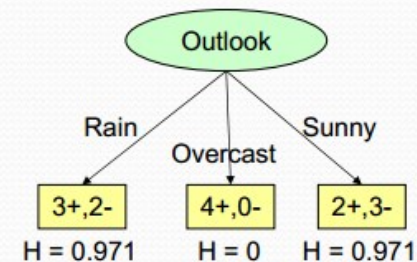 Outlook
Rain
Overcast
Sunny
3+,2-
4+,0-
2+,3-
H = 0.971
H = 0
H = 0.971